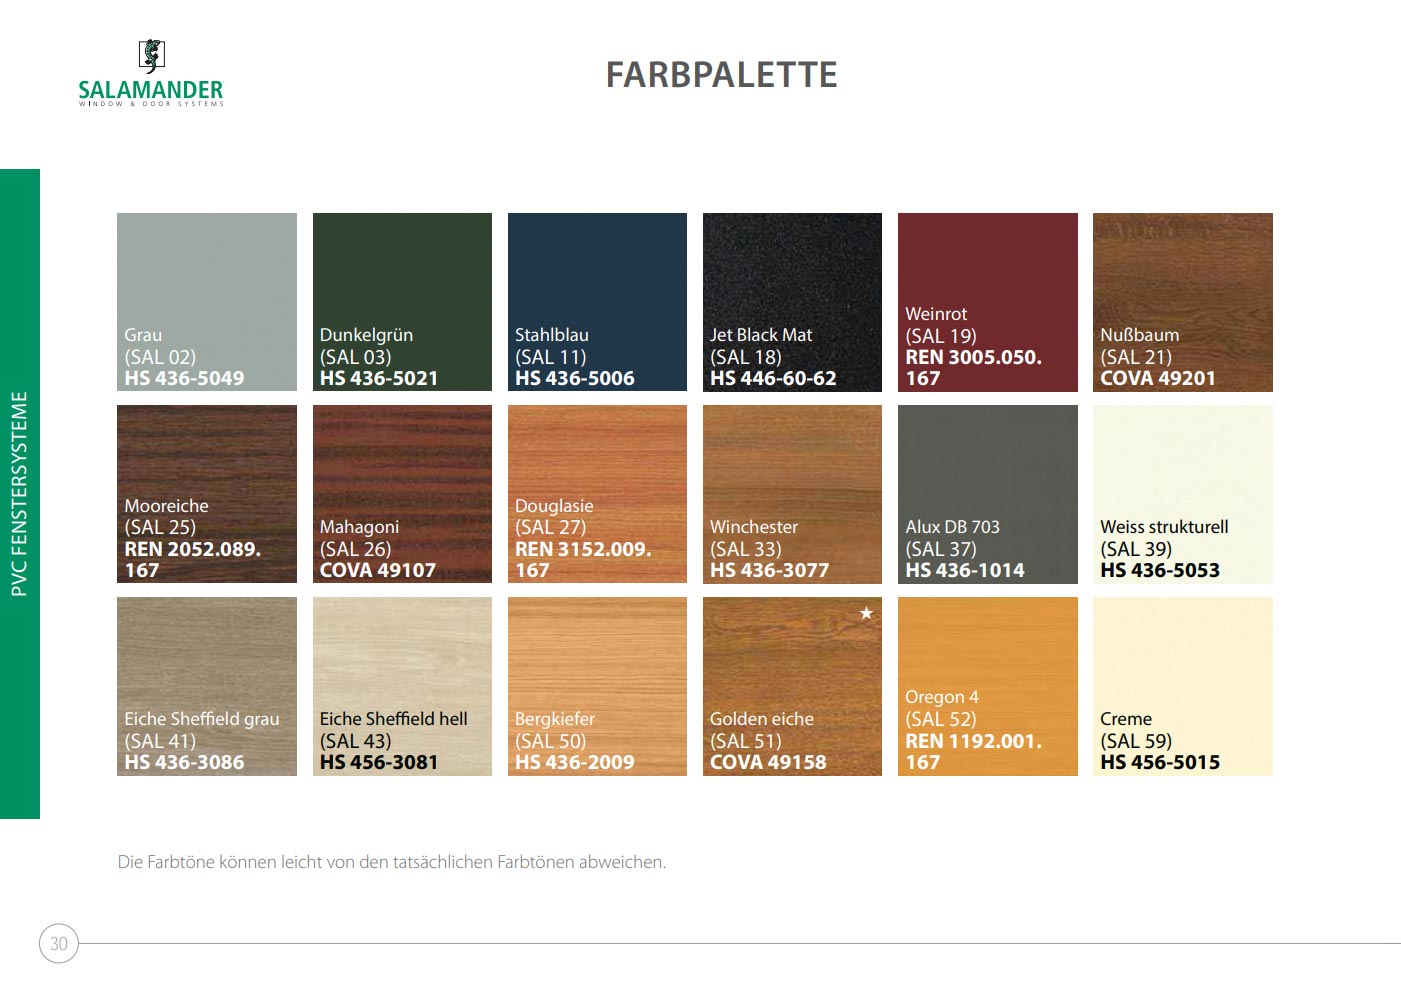 SALAMANDER
WINDOW & DOOR SYSTEMS
FARBPALETTE
PVC FENSTERSYSTEME
Grau
(SAL 02)
HS 436-5049
Dunkelgrün
(SAL 03)
HS 436-5021
Stahlblau
(SAL 11)
HS 436-5006
Jet Black Mat
(SAL 18)
HS 446-60-62
Weinrot
(SAL 19)
REN 3005.050.
167
Nußbaum
(SAL 21)
COVA 49201
Mooreiche
(SAL 25)
REN 2052.089.
167
Mahagoni
(SAL 26)
COVA 49107
Douglasie
(SAL 27)
REN 3152.009.
167
Winchester
(SAL 33)
HS 436-3077
Alux DB 703
(SAL 37)
HS 436-1014
Weiss strukturell
(SAL 39)
HS 436-5053
Eiche Sheffield grau
(SAL 41)
HS 436-3086
Eiche Sheffield hell
(SAL 43)
HS 456-3081
Bergkiefer
(SAL 50)
HS 436-2009
Golden eiche
(SAL 51)
COVA 49158
Oregon 4
(SAL 52)
REN 1192.001.
167
Creme
(SAL 59)
HS 456-5015
Die Farbtöne können leicht von den tatsächlichen Farbtönen abweichen.
30